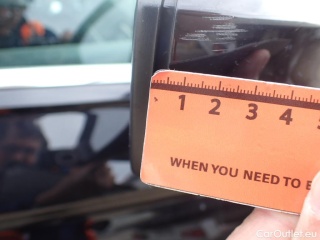 1 2 3 4
WHEN YOU NEED TO
© CarOutlet.eu